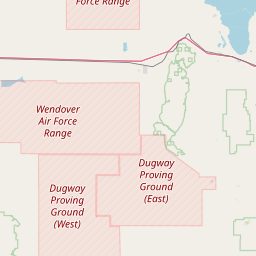 Force Range
Wendover
Air Force
Range
Dugway
Proving
Ground
(East)
Dugway
Proving
Ground
(West)